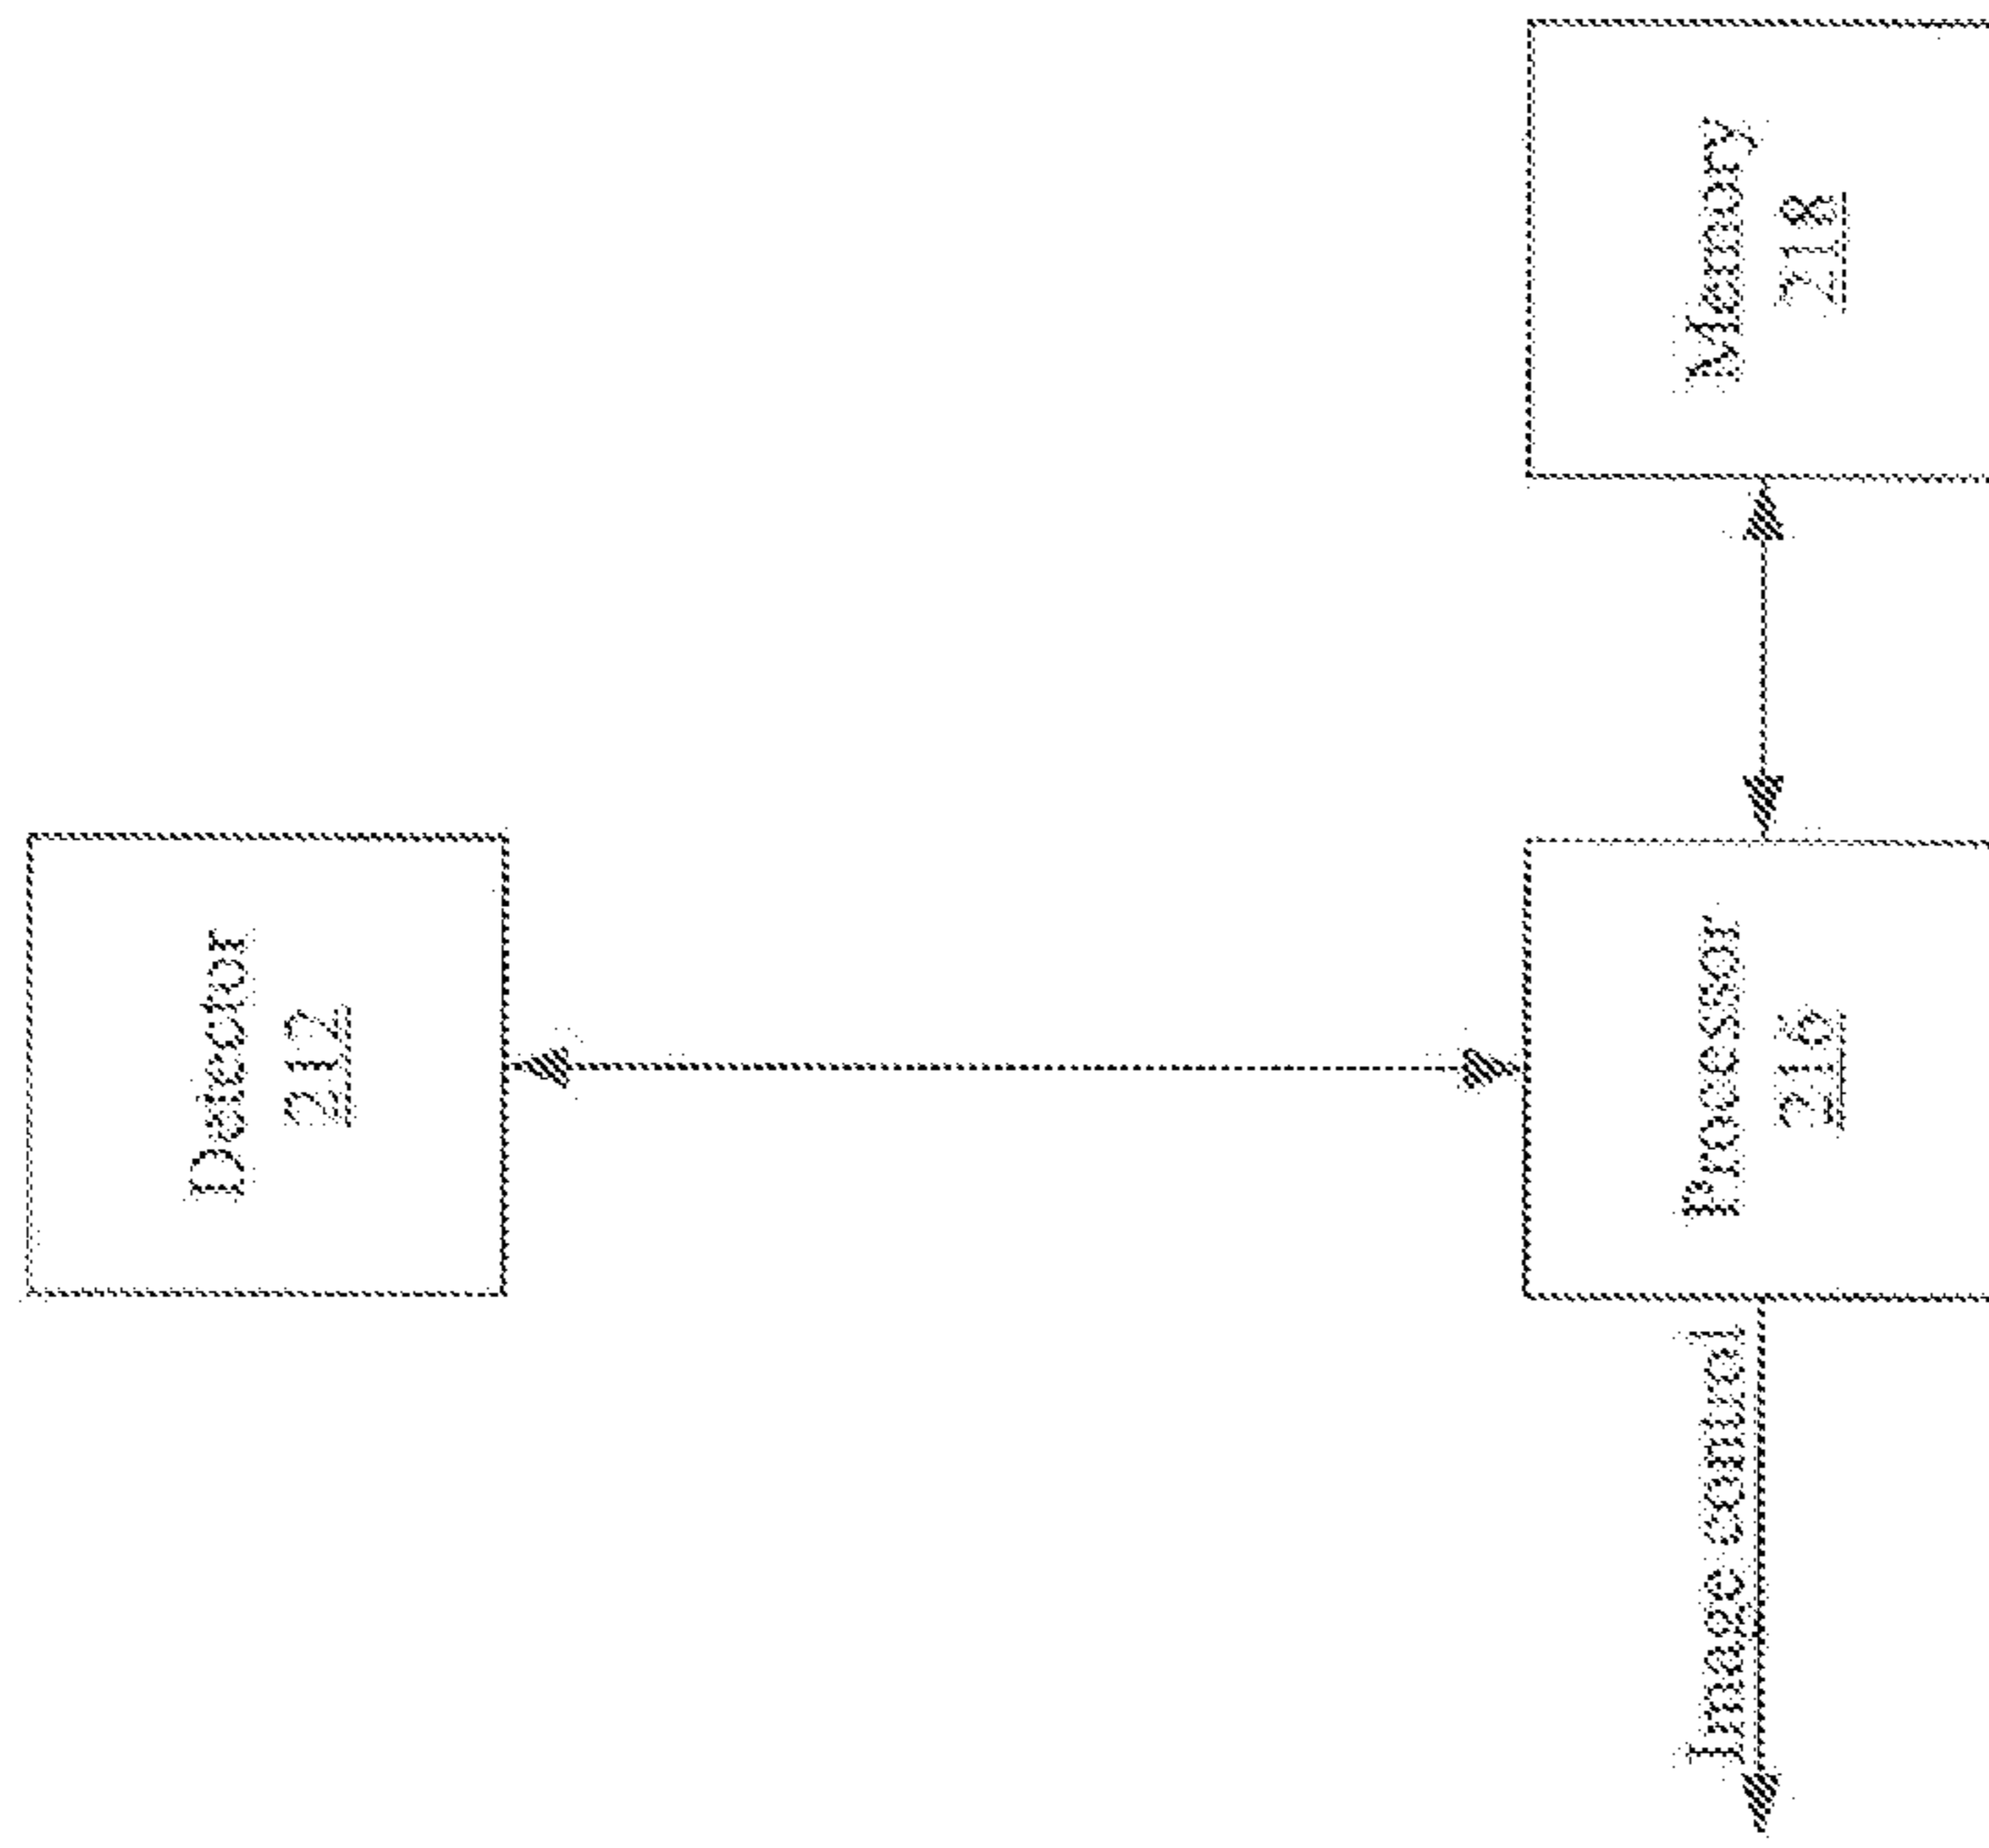 Detector
212
Image control
Processor
216
Memory
218